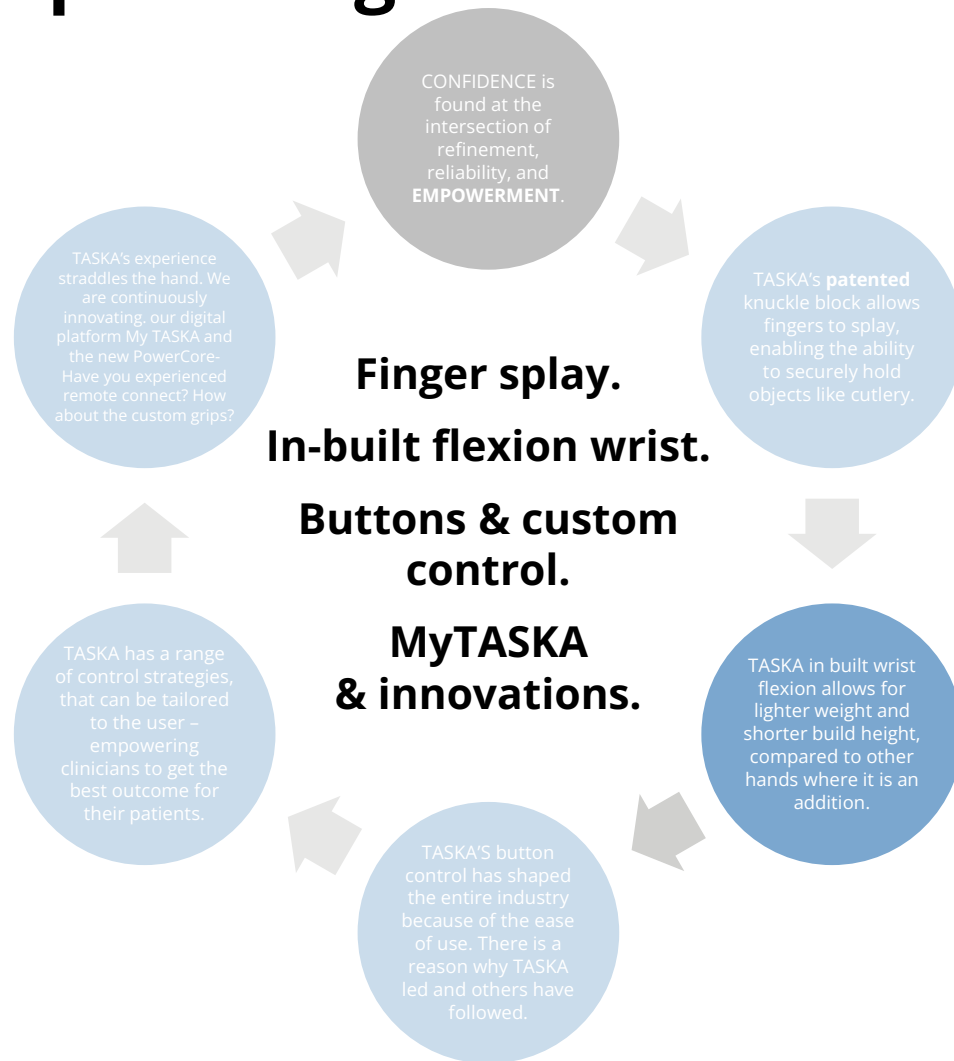 CONFIDENCE is
found at the
intersection of
refinement,
reliability, and
EMPOWERMENT.
TASKA's patented
knuckle block allows
fingers to splay,
enabling the ability
to securely hold
objects like cutlery.
TASKA in built wrist
flexion allows for
lighter weight and
shorter build height,
compared to other
hands where it is an
addition.
TASKA'S button
control has shaped
the entire industry
because of the ease
of use. There is a
reason why TASKA
led and others have
followed.
TASKA has a range
of control strategies,
that can be tailored
to the user –
empowering
clinicians to get the
best outcome for
their patients.
TASKA's experience
straddles the hand. We
are continuously
innovating. our digital
platform My TASKA and
the new PowerCore-
Have you experienced
remote connect? How
about the custom grips?
Finger splay.
In-built flexion wrist.
Buttons & custom
control.
MyTASKA
& innovations.